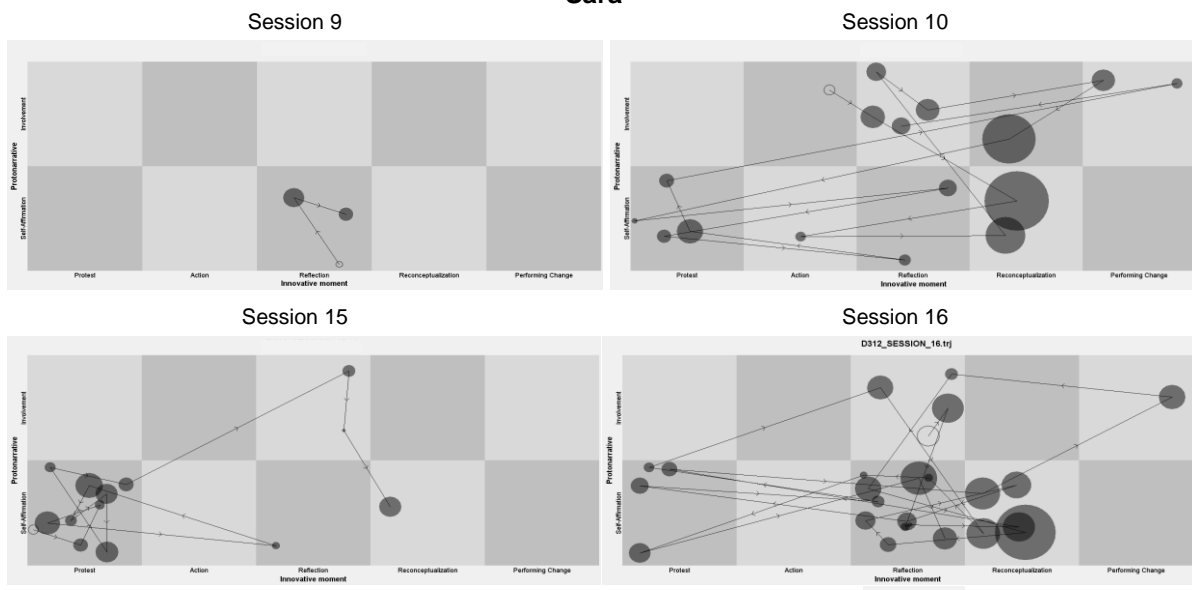 Session 9
Session 10
Involvement
Self-Affirmation
Protonarrative
Protest Action Reflection Reconceptualization Performing Change
Innovative moment
Involvement
Self-Affirmation
Protonarrative
Protest Action Reflection Reconceptualization Performing Change
Innovative moment
Session 15
Session 16
Involvement
Self-Affirmation
Protonarrative
Protest Action Reflection Reconceptualization Performing Change
Innovative moment
D312_SESSION_16.trj
Involvement
Self-Affirmation
Protonarrative
Protest Action Reflection Reconceptualization Performing Change
Innovative moment